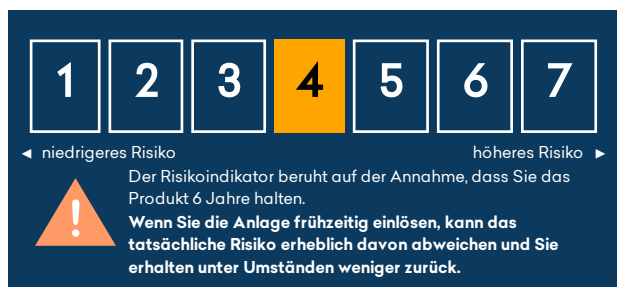 1 2 3 4 5 6 7
◄ niedrigeres Risiko höheres Risiko ►
Der Risikoindikator beruht auf der Annahme, dass Sie das
Produkt 6 Jahre halten.
!
Wenn Sie die Anlage frühzeitig einlösen, kann das
tatsächliche Risiko erheblich davon abweichen und Sie
erhalten unter Umständen weniger zurück.